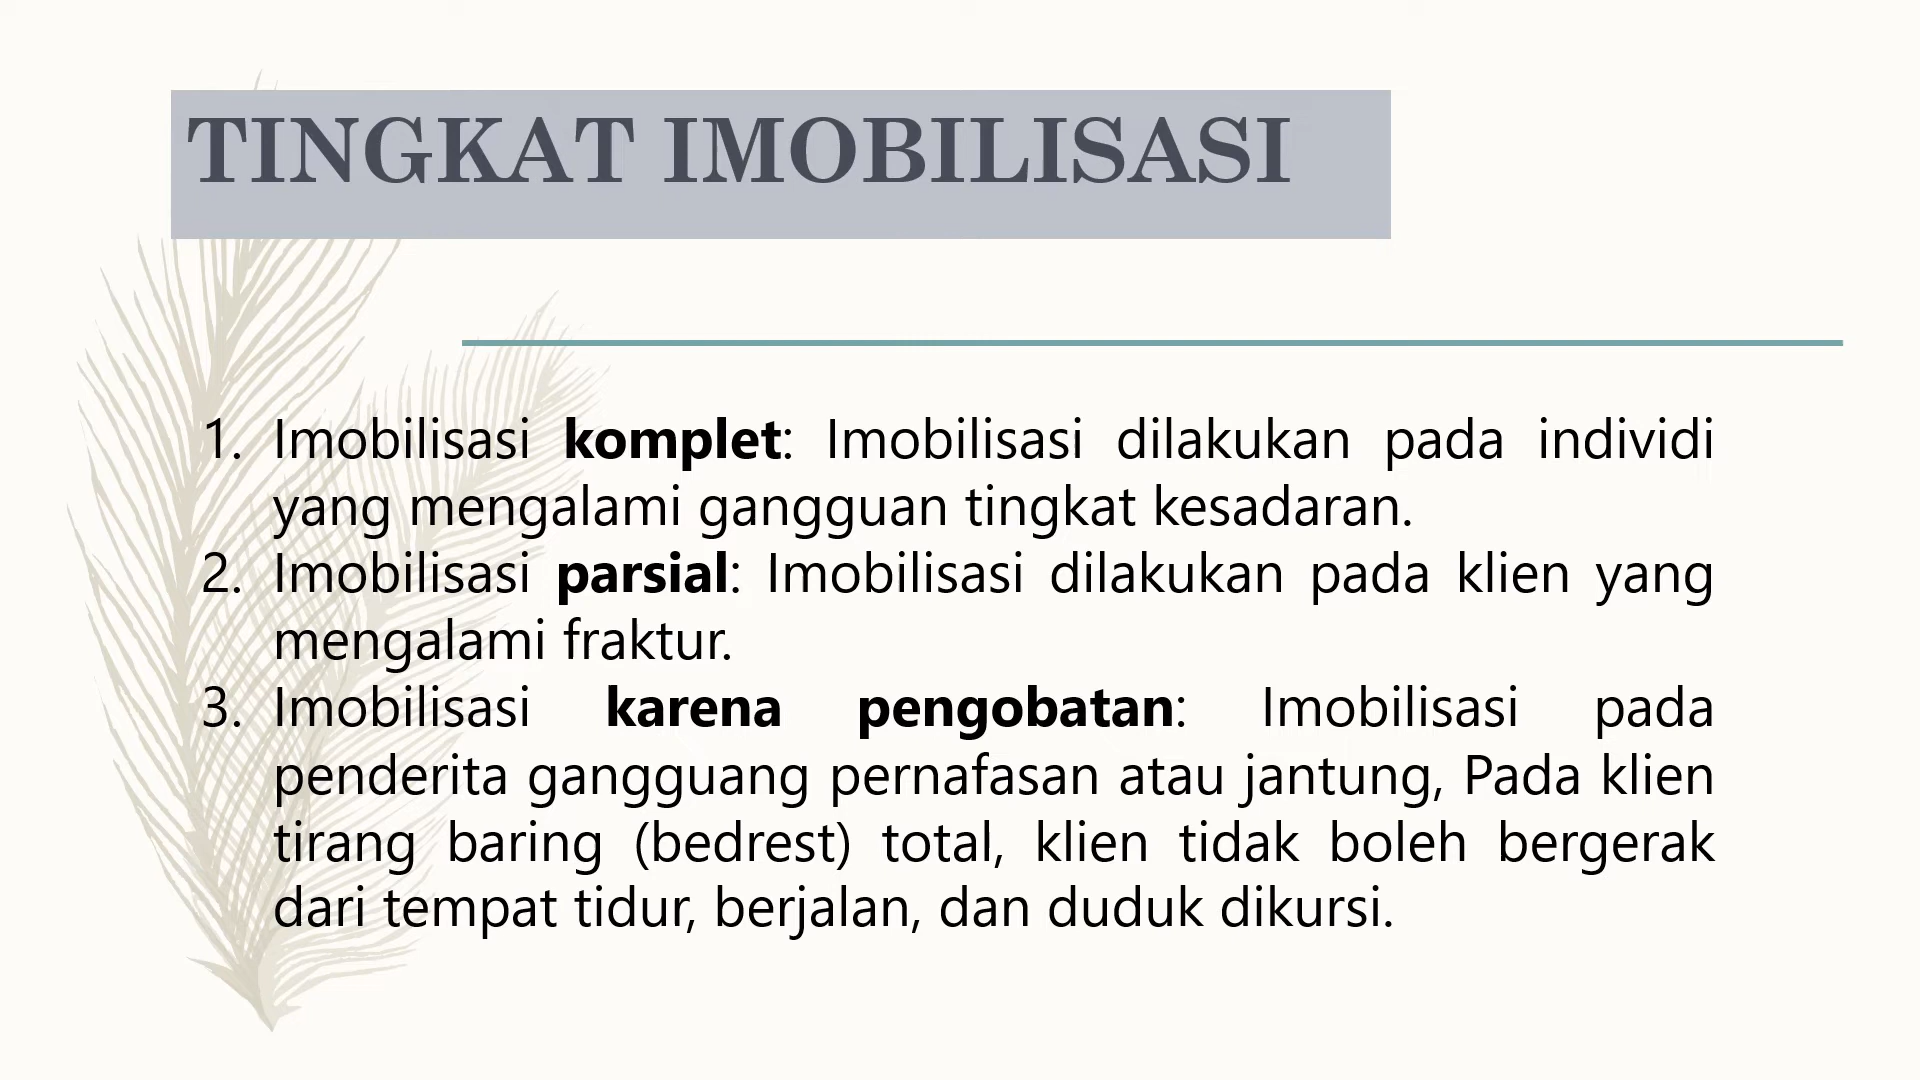 TINGKAT IMOBILISASI
1. Imobilisasi komplet: Imobilisasi dilakukan pada individi
yang mengalami gangguan tingkat kesadaran.
2. Imobilisasi parsial: Imobilisasi dilakukan pada klien yang
mengalami fraktur.
3. Imobilisasi karena pengobatan: Imobilisasi pada
penderita gangguang pernafasan atau jantung, Pada klien
tirang baring (bedrest) total, klien tidak boleh bergerak
dari tempat tidur, berjalan, dan duduk dikursi.